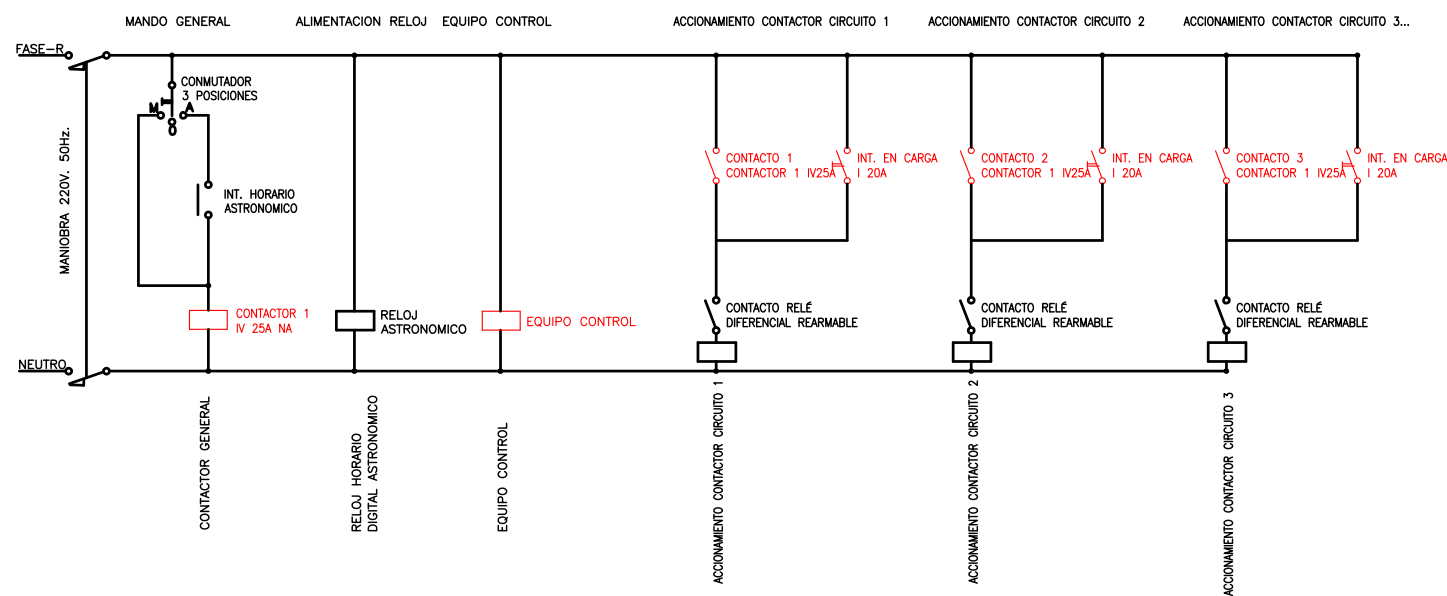 MANDO GENERAL
ALIMENTACION RELOJ
EQUIPO CONTROL
ACCIONAMIENTO CONTACTOR CIRCUITO 1
ACCIONAMIENTO CONTACTOR CIRCUITO 2
ACCIONAMIENTO CONTACTOR CIRCUITO 3...
FASE-R
CONMUTADOR
3 POSICIONES
M
A
0
MANIOBRA 220V. 50Hz.
INT. HORARIO
ASTRONOMICO
CONTACTO 1
CONTACTOR 1 IV25A
INT. EN CARGA
I 20A
CONTACTO 2
CONTACTOR 1 IV25A
INT. EN CARGA
I 20A
CONTACTO 3
CONTACTOR 1 IV25A
INT. EN CARGA
I 20A
CONTACTOR 1
IV 25A NA
RELOJ
ASTRONOMICO
EQUIPO CONTROL
CONTACTO RELÉ
DIFERENCIAL REARMABLE
CONTACTO RELÉ
DIFERENCIAL REARMABLE
CONTACTO RELÉ
DIFERENCIAL REARMABLE
NEUTRO
CONTACTOR GENERAL
RELOJ HORARIO
DIGITAL ASTRONOMICO
EQUIPO CONTROL
ACCIONAMIENTO CONTACTOR CIRCUITO 1
ACCIONAMIENTO CONTACTOR CIRCUITO 2
ACCIONAMIENTO CONTACTOR CIRCUITO 3